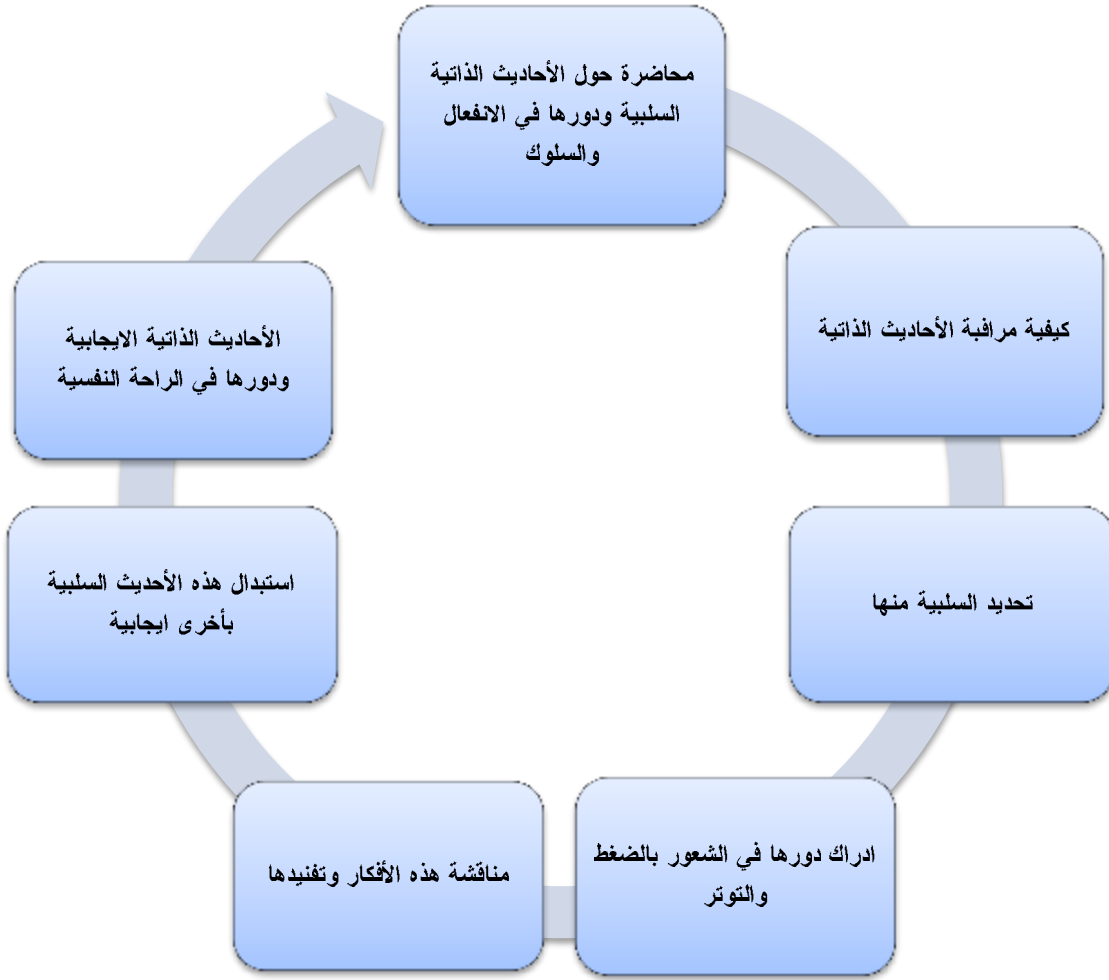 محاضرة حول الأحاديث الذاتية
السلبية ودورها في الانفعال
والسلوك
كيفية مرافبة الأحاديث الذاتية
تحديد السلبية منها
ادراك دورها في الشعور بالضغط
والتوتر
مناقشة هذه الأفكار وتفنيدها
استبدال هذه الأحديث السلبية
بأخرى ايجابية
الأحاديث الذاتية الايجابية
ودورها في الراحة النفسية